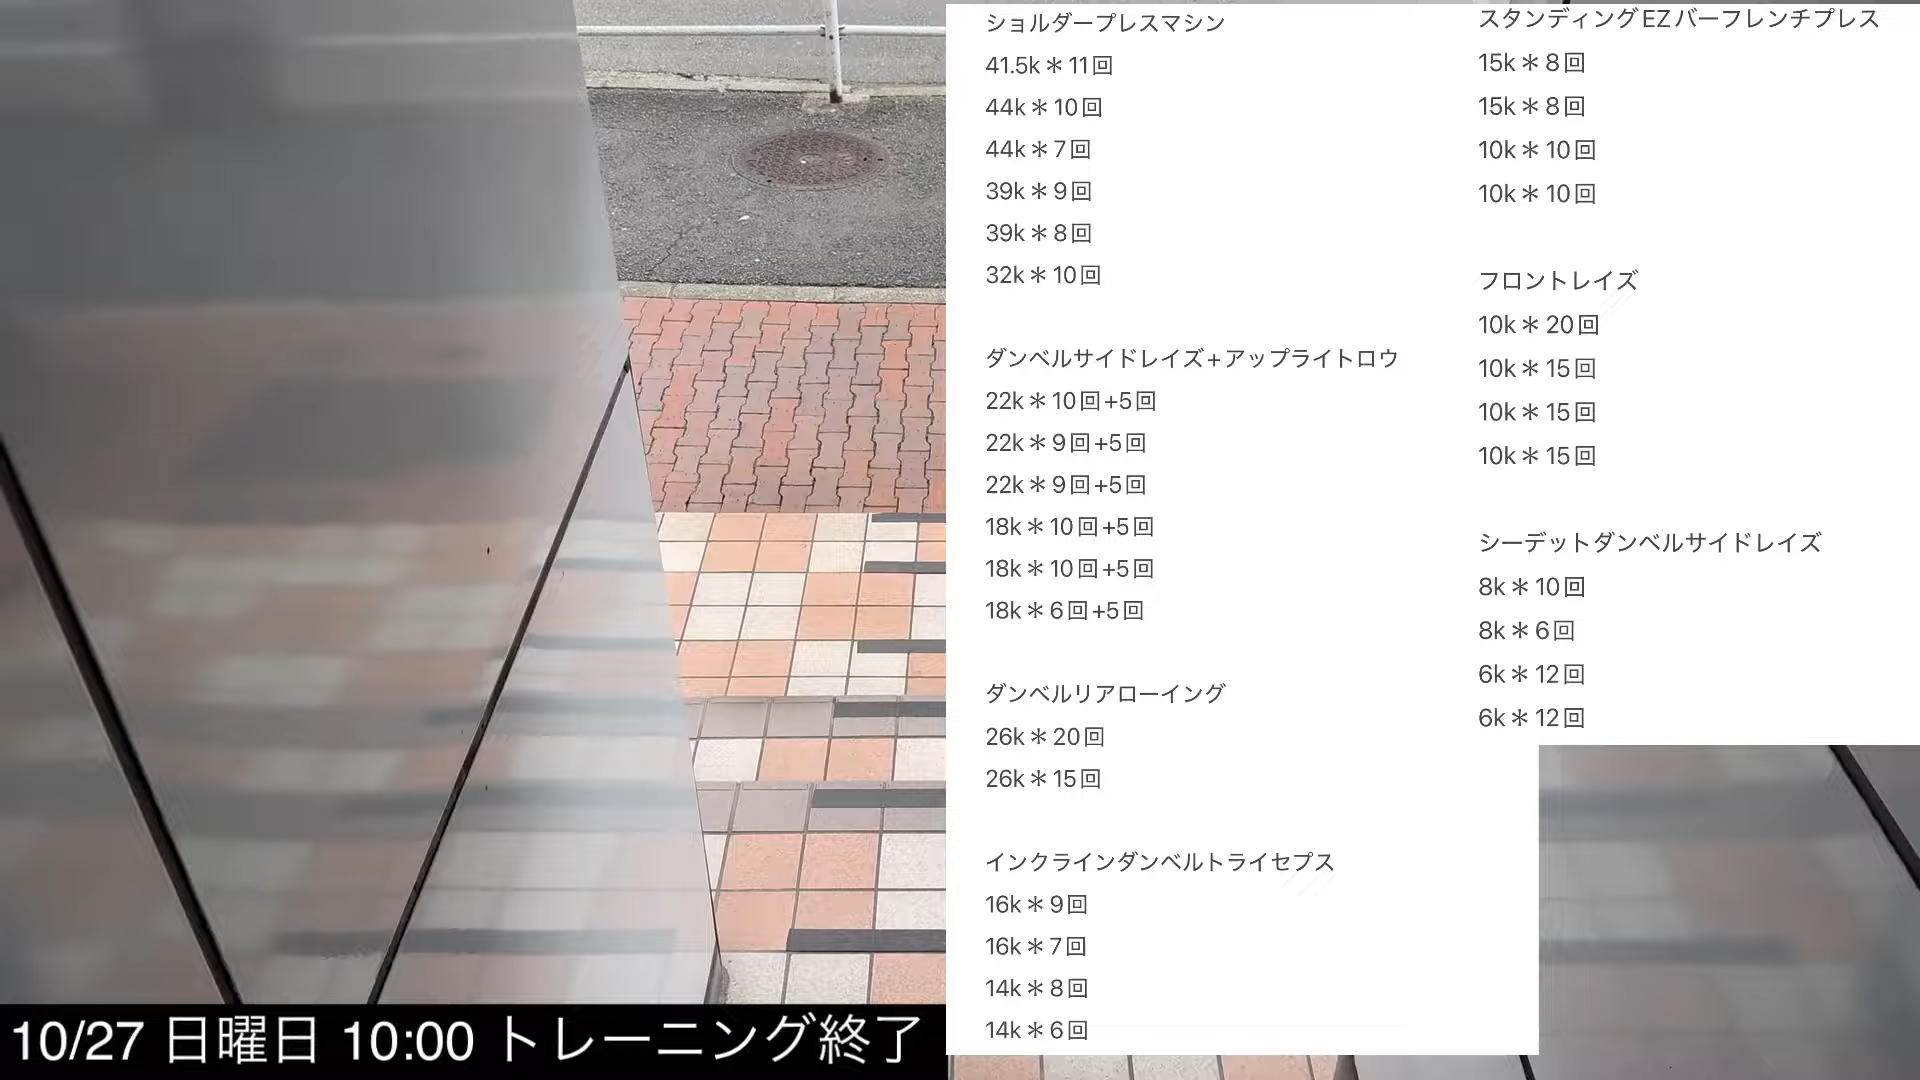 ショルダープレスマシン
41.5k＊11回
44k＊10回
44k＊7回
39k＊9回
39k＊8回
32k＊10回
ダンベルサイドレイズ+アップライトロウ
22k＊10回+5回
22k＊9回+5回
22k＊9回+5回
18k＊10回+5回
18k＊10回+5回
18k＊6回+5回
ダンベルリアローイング
26k＊20回
26k＊15回
インクラインダンベルトライセプス
16k＊9回
16k＊7回
14k＊8回
14k＊6回
スタンディングEZバーフレンチプレス
15k＊8回
15k＊8回
10k＊10回
10k＊10回
フロントレイズ
10k＊20回
10k＊15回
10k＊15回
10k＊15回
シーデットダンベルサイドレイズ
8k＊10回
8k＊6回
6k＊12回
6k＊12回
10/27 日曜日 10:00 トレーニング終了